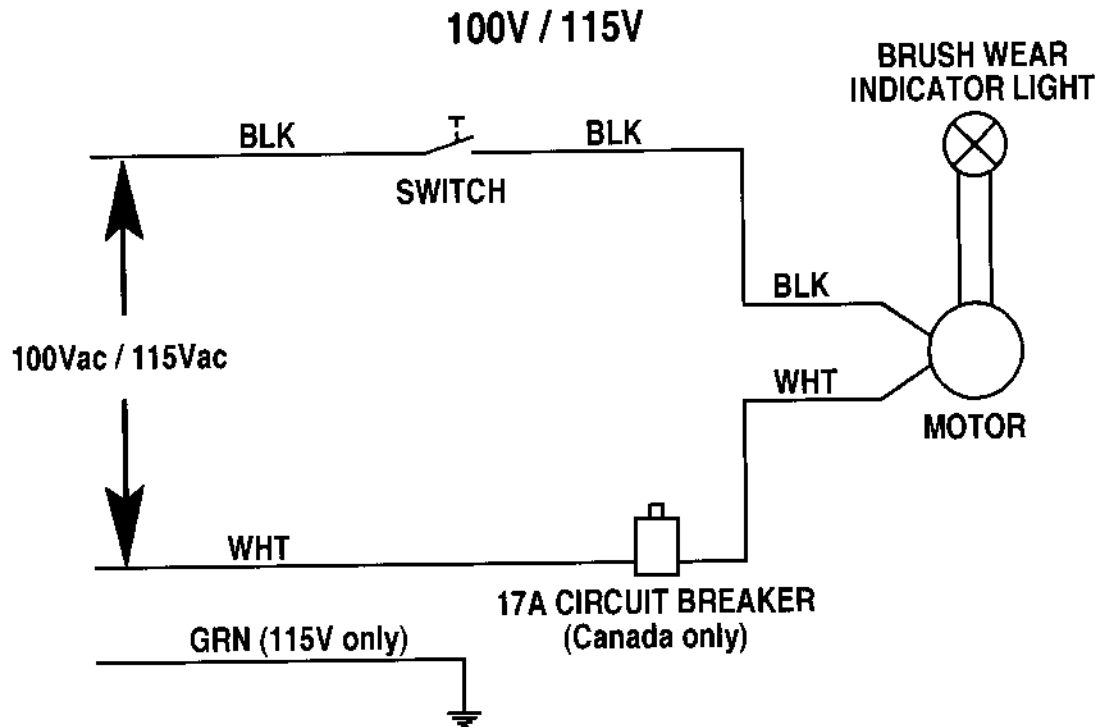 100V / 115V
BRUSH WEAR
INDICATOR LIGHT
BLK
BLK
SWITCH
BLK
100Vac / 115Vac
WHT
MOTOR
WHT
17A CIRCUIT BREAKER
(Canada only)
GRN (115V only)